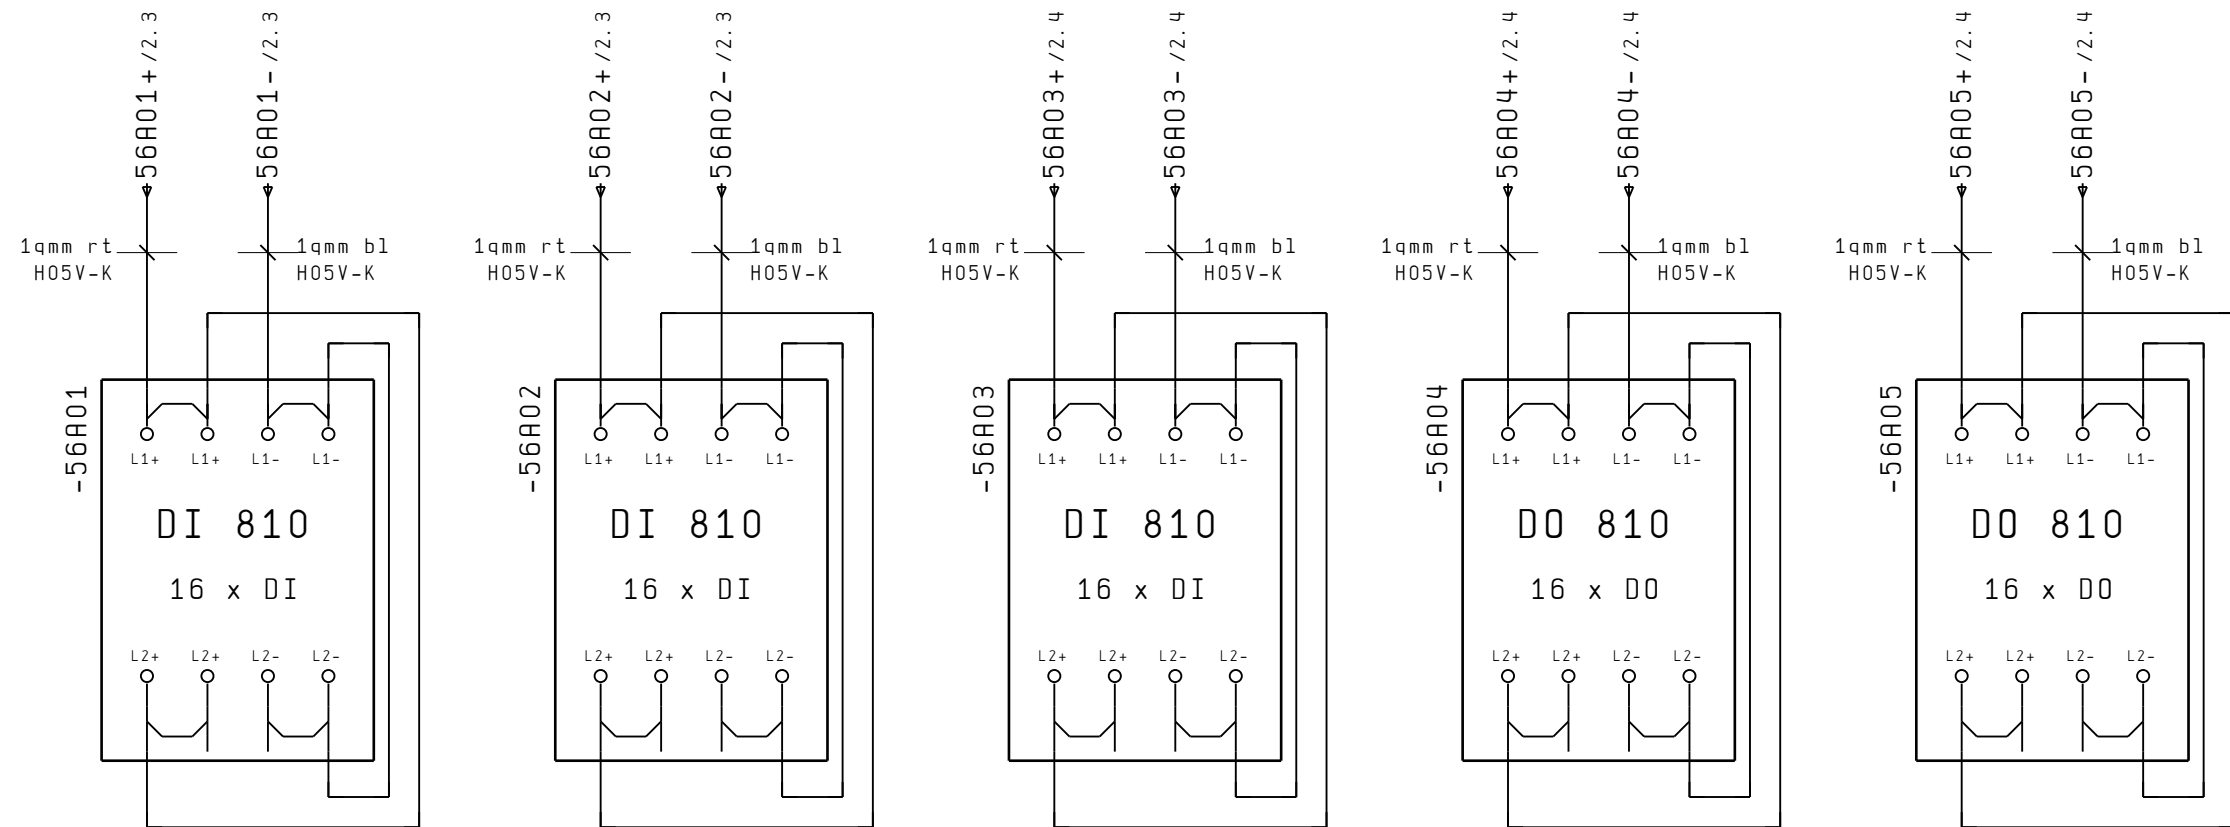 56A01+/2.3
56A01-/2.3
56A02+/2.3
56A02-/2.3
56A03+/2.4
56A03-/2.4
56A04+/2.4
56A04-/2.4
56A05+/2.4
56A05-/2.4
1qmm rt
H05V-K
1qmm bl
H05V-K
1qmm rt
H05V-K
1qmm bl
H05V-K
1qmm rt
H05V-K
1qmm bl
H05V-K
1qmm rt
H05V-K
1qmm bl
H05V-K
1qmm rt
H05V-K
1qmm bl
H05V-K
-56A01
L1+ L1+ L1- L1-
DI 810
16 x DI
L2+ L2+ L2- L2-
-56A02
L1+ L1+ L1- L1-
DI 810
16 x DI
L2+ L2+ L2- L2-
-56A03
L1+ L1+ L1- L1-
DI 810
16 x DI
L2+ L2+ L2- L2-
-56A04
L1+ L1+ L1- L1-
DO 810
16 x DO
L2+ L2+ L2- L2-
-56A05
L1+ L1+ L1- L1-
DO 810
16 x DO
L2+ L2+ L2- L2-